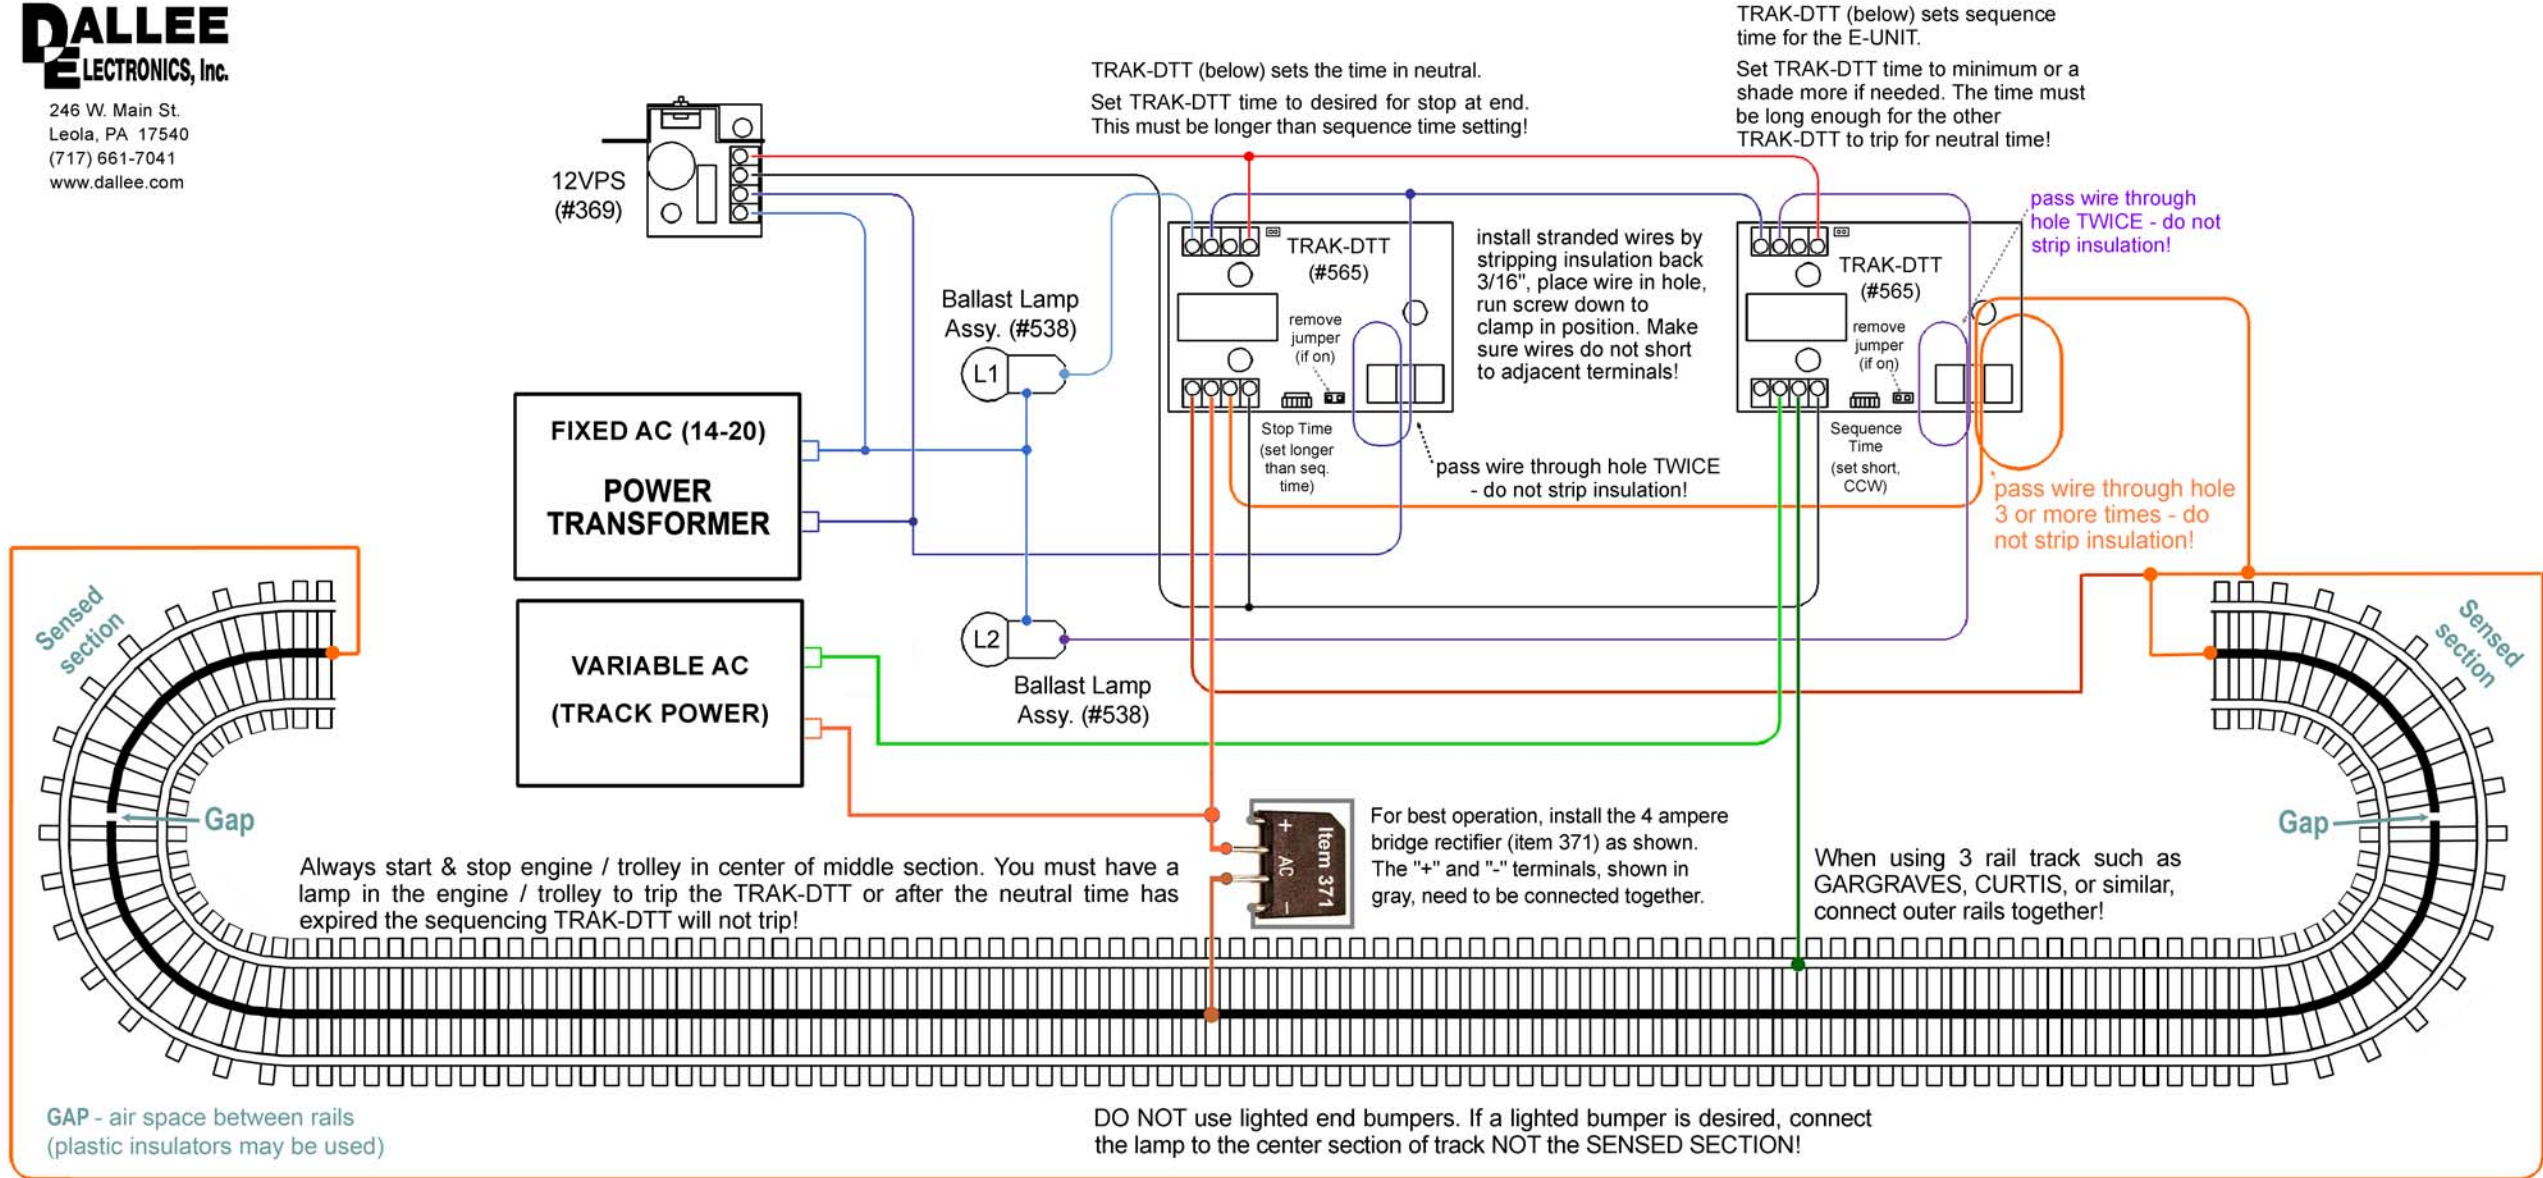 DALLEE
ELECTRONICS, Inc.
246 W. Main St.
Leola, PA 17540
(717) 661-7041
www.dallee.com
12VPS
(#369)
TRAK-DTT (below) sets the time in neutral.
Set TRAK-DTT time to desired for stop at end.
This must be longer than sequence time setting!
TRAK-DTT (below) sets sequence
time for the E-UNIT.
Set TRAK-DTT time to minimum or a
shade more if needed. The time must
be long enough for the other
TRAK-DTT to trip for neutral time!
pass wire through
hole TWICE - do not
strip insulation!
TRAK-DTT
(#565)
remove
jumper
(if on)
Stop Time
(set longer
than seq.
time)
install stranded wires by
stripping insulation back
3/16", place wire in hole,
run screw down to
clamp in position. Make
sure wires do not short
to adjacent terminals!
pass wire through hole TWICE
- do not strip insulation!
TRAK-DTT
(#565)
remove
jumper
(if on)
Sequence
Time
(set short,
CCW)
pass wire through hole
3 or more times - do
not strip insulation!
Ballast Lamp
Assy. (#538)
L1
FIXED AC (14-20)
POWER
TRANSFORMER
L2
Ballast Lamp
Assy. (#538)
VARIABLE AC
(TRACK POWER)
Sensed
section
Sensed
section
Gap
Gap
Always start & stop engine / trolley in center of middle section. You must have a
lamp in the engine / trolley to trip the TRAK-DTT or after the neutral time has
expired the sequencing TRAK-DTT will not trip!
+
AC
-
Item 371
For best operation, install the 4 ampere
bridge rectifier (item 371) as shown.
The "+" and "-" terminals, shown in
gray, need to be connected together.
When using 3 rail track such as
GARGRAVES, CURTIS, or similar,
connect outer rails together!
GAP - air space between rails
(plastic insulators may be used)
DO NOT use lighted end bumpers. If a lighted bumper is desired, connect
the lamp to the center section of track NOT the SENSED SECTION!